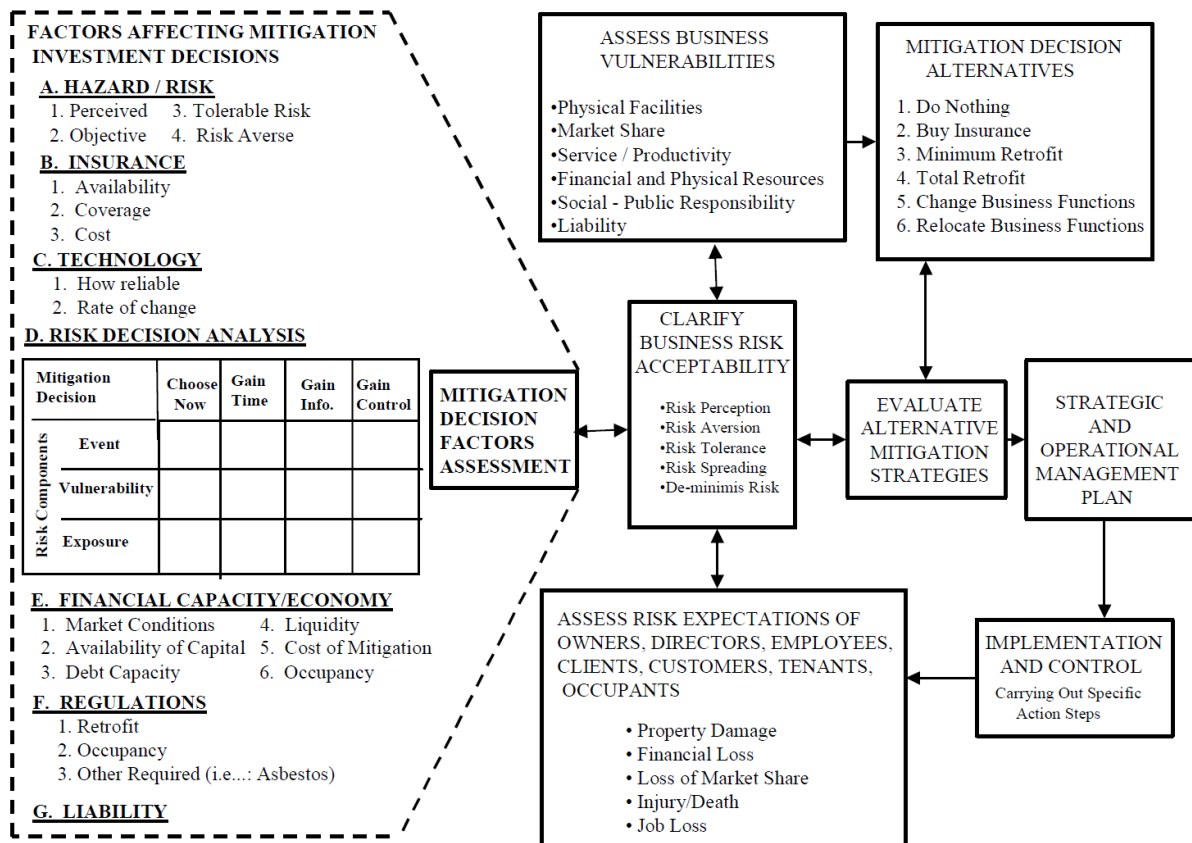 FACTORS AFFECTING MITIGATION
INVESTMENT DECISIONS
A. HAZARD / RISK
1. Perceived 3. Tolerable Risk
2. Objective 4. Risk Averse
B. INSURANCE
1. Availability
2. Coverage
3. Cost
C. TECHNOLOGY
1. How reliable
2. Rate of change
D. RISK DECISION ANALYSIS
Mitigation
Decision
Choose
Now
Gain
Time
Gain
Info.
Gain
Control
Risk Components
Event
Vulnerability
Exposure
E. FINANCIAL CAPACITY/ECONOMY
1. Market Conditions 4. Liquidity
2. Availability of Capital 5. Cost of Mitigation
3. Debt Capacity 6. Occupancy
F. REGULATIONS
1. Retrofit
2. Occupancy
3. Other Required (i.e...: Asbestos)
G. LIABILITY
MITIGATION
DECISION
FACTORS
ASSESSMENT
ASSESS BUSINESS
VULNERABILITIES
•Physical Facilities
•Market Share
•Service / Productivity
•Financial and Physical Resources
•Social - Public Responsibility
•Liability
MITIGATION DECISION
ALTERNATIVES
1. Do Nothing
2. Buy Insurance
3. Minimum Retrofit
4. Total Retrofit
5. Change Business Functions
6. Relocate Business Functions
CLARIFY
BUSINESS RISK
ACCEPTABILITY
•Risk Perception
•Risk Aversion
•Risk Tolerance
•Risk Spreading
•De-minimis Risk
EVALUATE
ALTERNATIVE
MITIGATION
STRATEGIES
STRATEGIC
AND
OPERATIONAL
MANAGEMENT
PLAN
ASSESS RISK EXPECTATIONS OF
OWNERS, DIRECTORS, EMPLOYEES,
CLIENTS, CUSTOMERS, TENANTS,
OCCUPANTS
• Property Damage
• Financial Loss
• Loss of Market Share
• Injury/Death
• Job Loss
IMPLEMENTATION
AND CONTROL
Carrying Out Specific
Action Steps